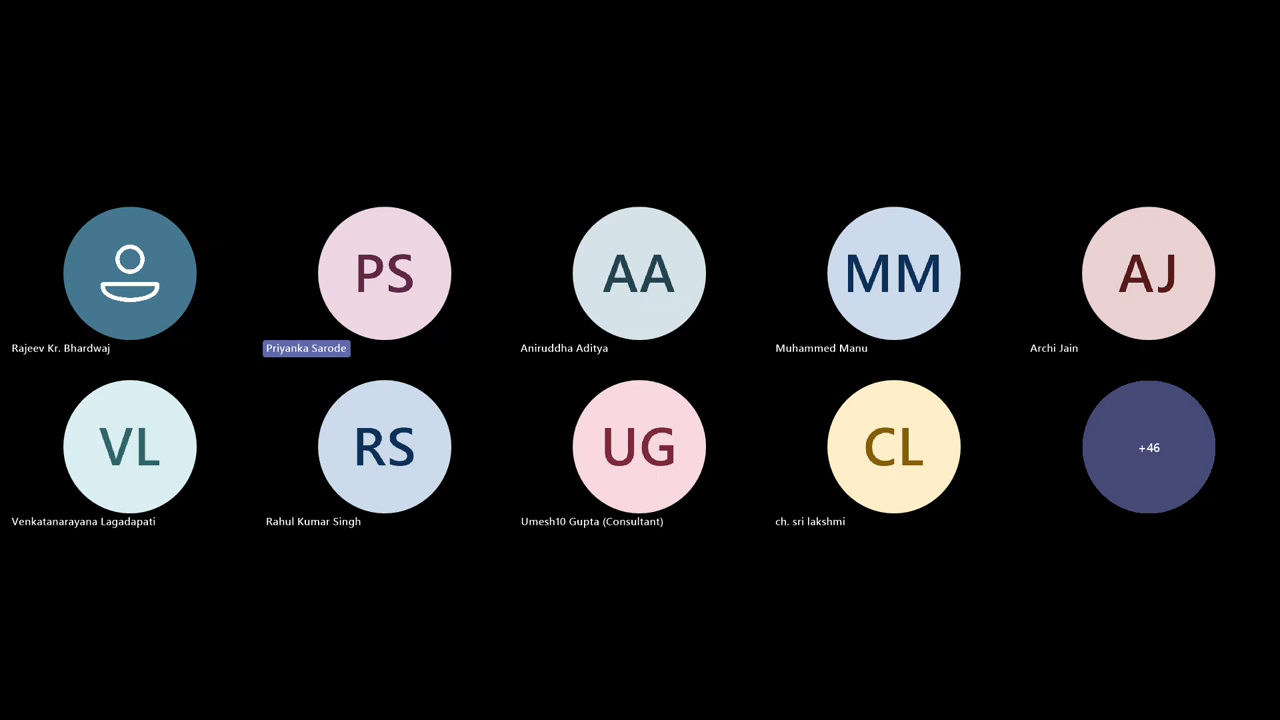 PS
AA
MM
AJ
Rajeev Kr. Bhardwaj
Priyanka Sarode
Aniruddha Aditya
Muhammed Manu
Archi Jain
VL
RS
UG
CL
+46
Venkatanarayana Lagadapati
Rahul Kumar Singh
Umesh10 Gupta (Consultant)
ch. sri lakshmi